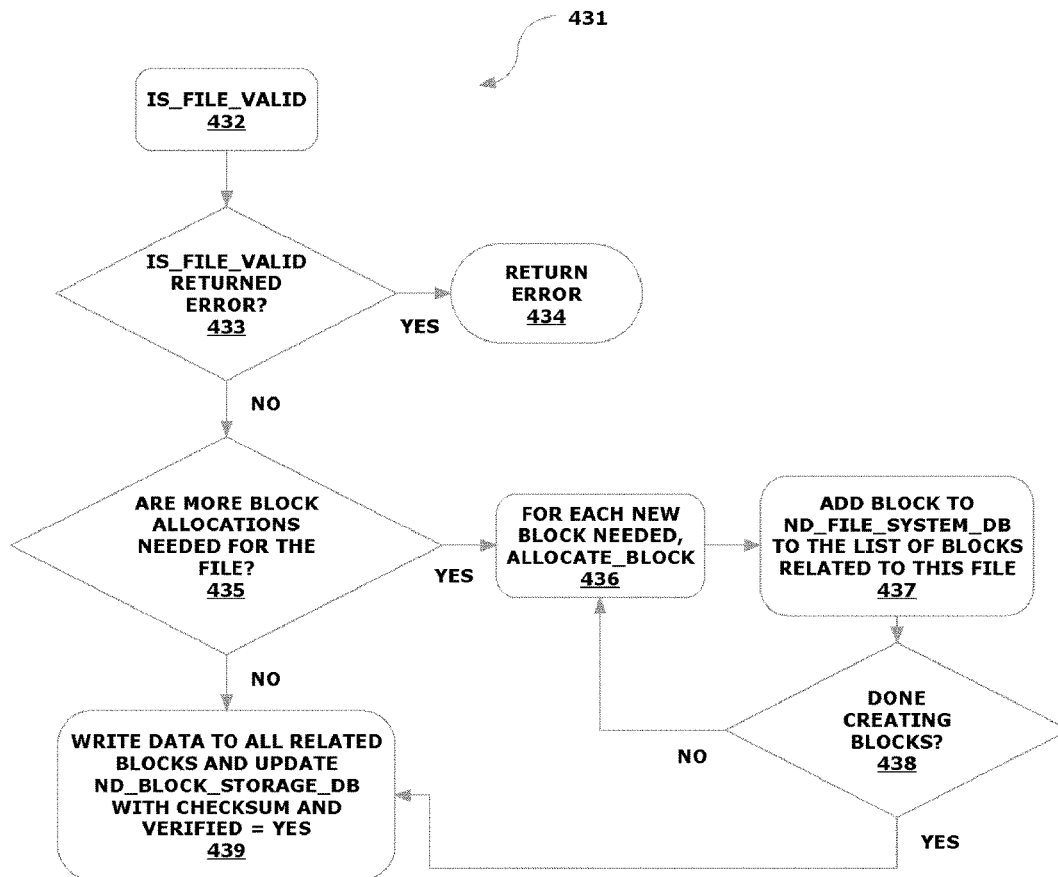 431
IS_FILE_VALID
432
IS_FILE_VALID
RETURNED
ERROR?
433
YES
RETURN
ERROR
434
NO
ARE MORE BLOCK
ALLOCATIONS
NEEDED FOR THE
FILE?
435
YES
FOR EACH NEW
BLOCK NEEDED,
ALLOCATE_BLOCK
436
ADD BLOCK TO
ND_FILE_SYSTEM_DB
TO THE LIST OF BLOCKS
RELATED TO THIS FILE
437
DONE
CREATING
BLOCKS?
438
NO
YES
NO
WRITE DATA TO ALL RELATED
BLOCKS AND UPDATE
ND_BLOCK_STORAGE_DB
WITH CHECKSUM AND
VERIFIED = YES
439